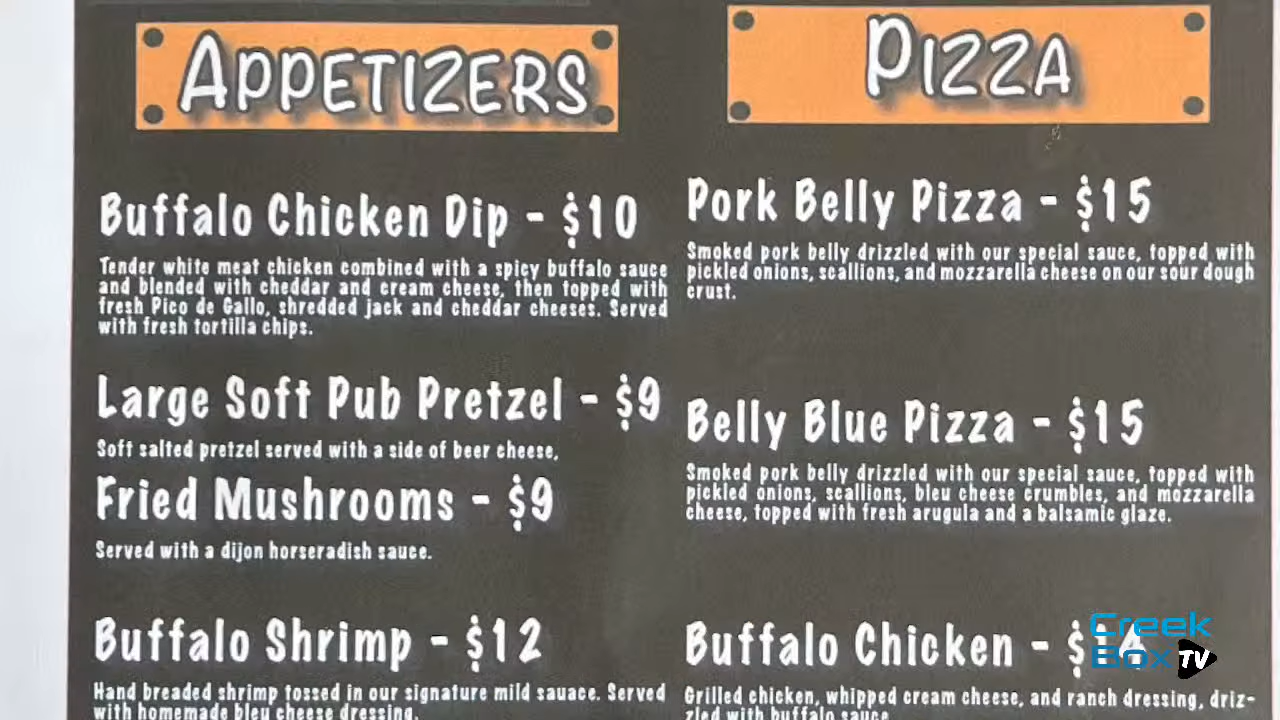 APPETIZERS
Buffalo Chicken Dip - $10
Tender white meat chicken combined with a spicy buffalo sauce
and blended with cheddar and cream cheese, then topped with
fresh Pico de Gallo, shredded jack and cheddar cheeses. Served
with fresh tortilla chips.
Large Soft Pub Pretzel - $9
Soft salted pretzel served with a side of beer cheese,
Fried Mushrooms - $9
Served with a dijon horseradish sauce.
Buffalo Shrimp - $12
Hand breaded shrimp tossed in our signature mild sauace. Served
with homemade bleu cheese dressing.
PIZZA
Pork Belly Pizza - $15
Smoked pork belly drizzled with our special sauce, topped with
pickled onions, scallions, and mozzarella cheese on our sour dough
crust.
Belly Blue Pizza - $15
Smoked pork belly drizzled with our special sauce, topped with
pickled onions, scallions, bleu cheese crumbles, and mozzarella
cheese, topped with fresh arugula and a balsamic glaze.
Buffalo Chicken - $14
Grilled chicken, whipped cream cheese, and ranch dressing, driz-
zled with buffalo sauce
Creek
Box TV